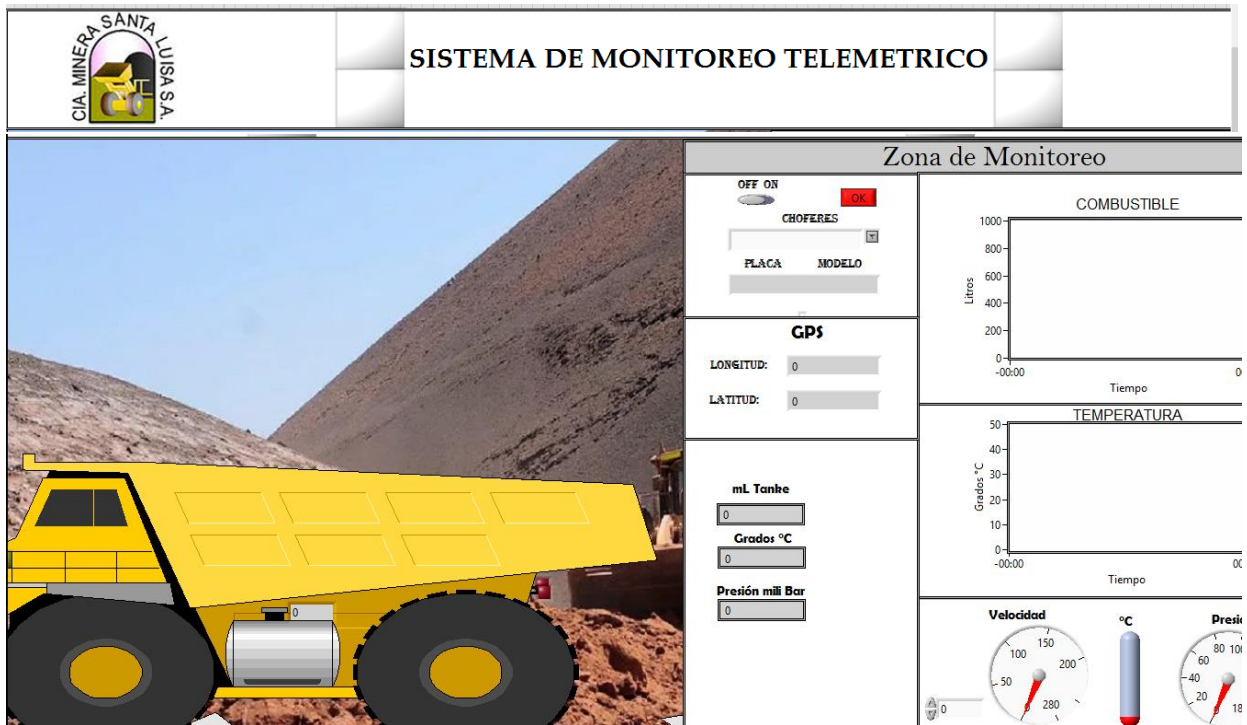 CIA. MINERA SANTA LUISA S.A.
SISTEMA DE MONITOREO TELEMETRICO
Zona de Monitoreo
OFF ON
OK
CHOFERES
PLACA MODELO
GPS
LONGITUD: 0
LATITUD: 0
mL Tanke
0
Grados °C
0
Presión mili Bar
0
0
COMBUSTIBLE
1000
800
600
400
200
0
Litros
-00:00
Tiempo
TEMPERATURA
50
40
30
20
10
0
Grados °C
-00:00
Tiempo
Velocidad
0
50
100
150
200
280
0
°C
0
20
40
60
80